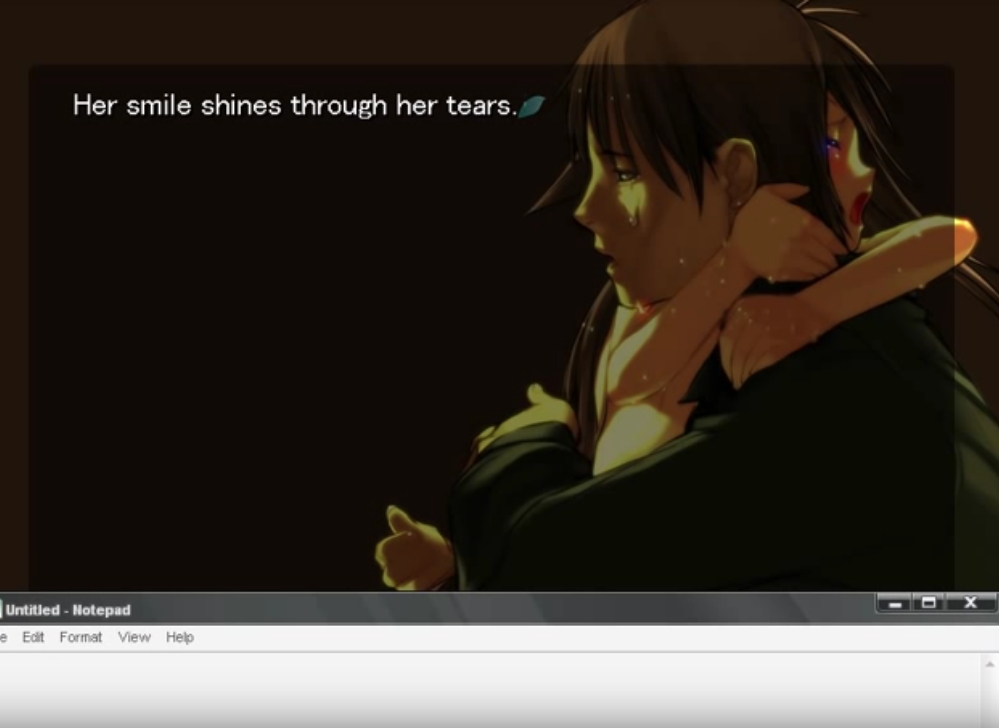 Her smile shines through her tears.
Untitled - Notepad
e Edit Format View Help